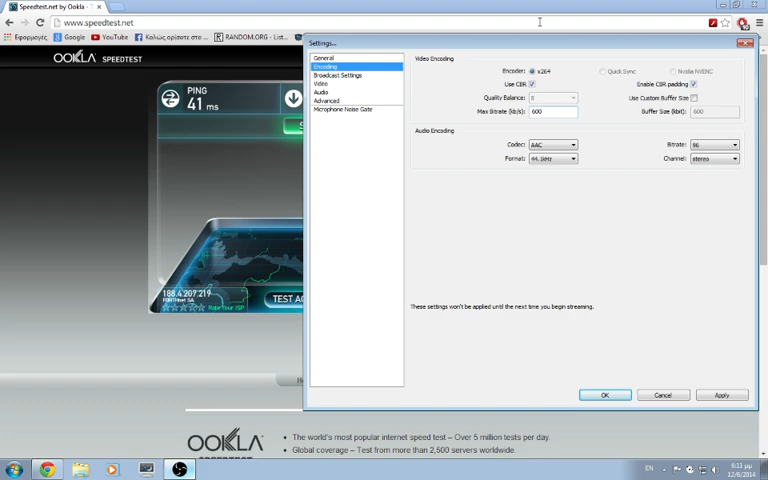 Speedtest.net by Ookla - T
www.speedtest.net
Εφαρμογές
Google
YouTube
Καλώς ορίσατε στο ...
RANDOM.ORG - List...
OOKLA SPEEDTEST
PING
41 ms
188.4.207.219
FORTHnet SA
Rate Your ISP
Settings...
General
Encoding
Broadcast Settings
Video
Audio
Advanced
Microphone Noise Gate
Video Encoding
Encoder:
x264
Quick Sync
Nvidia NVENC
Use CBR
Enable CBR padding
Quality Balance:
8
Use Custom Buffer Size
Max Bitrate (kb/s):
600
Buffer Size (kbit):
600
Audio Encoding
Codec:
AAC
Bitrate:
96
Format:
44.1kHz
Channel:
stereo
These settings won't be applied until the next time you begin streaming.
OK
Cancel
Apply
OOKLA
The world's most popular internet speed test – Over 5 million tests per day.
Global coverage – Test from more than 2,500 servers worldwide.
EN
6:11 μμ
12/6/2014